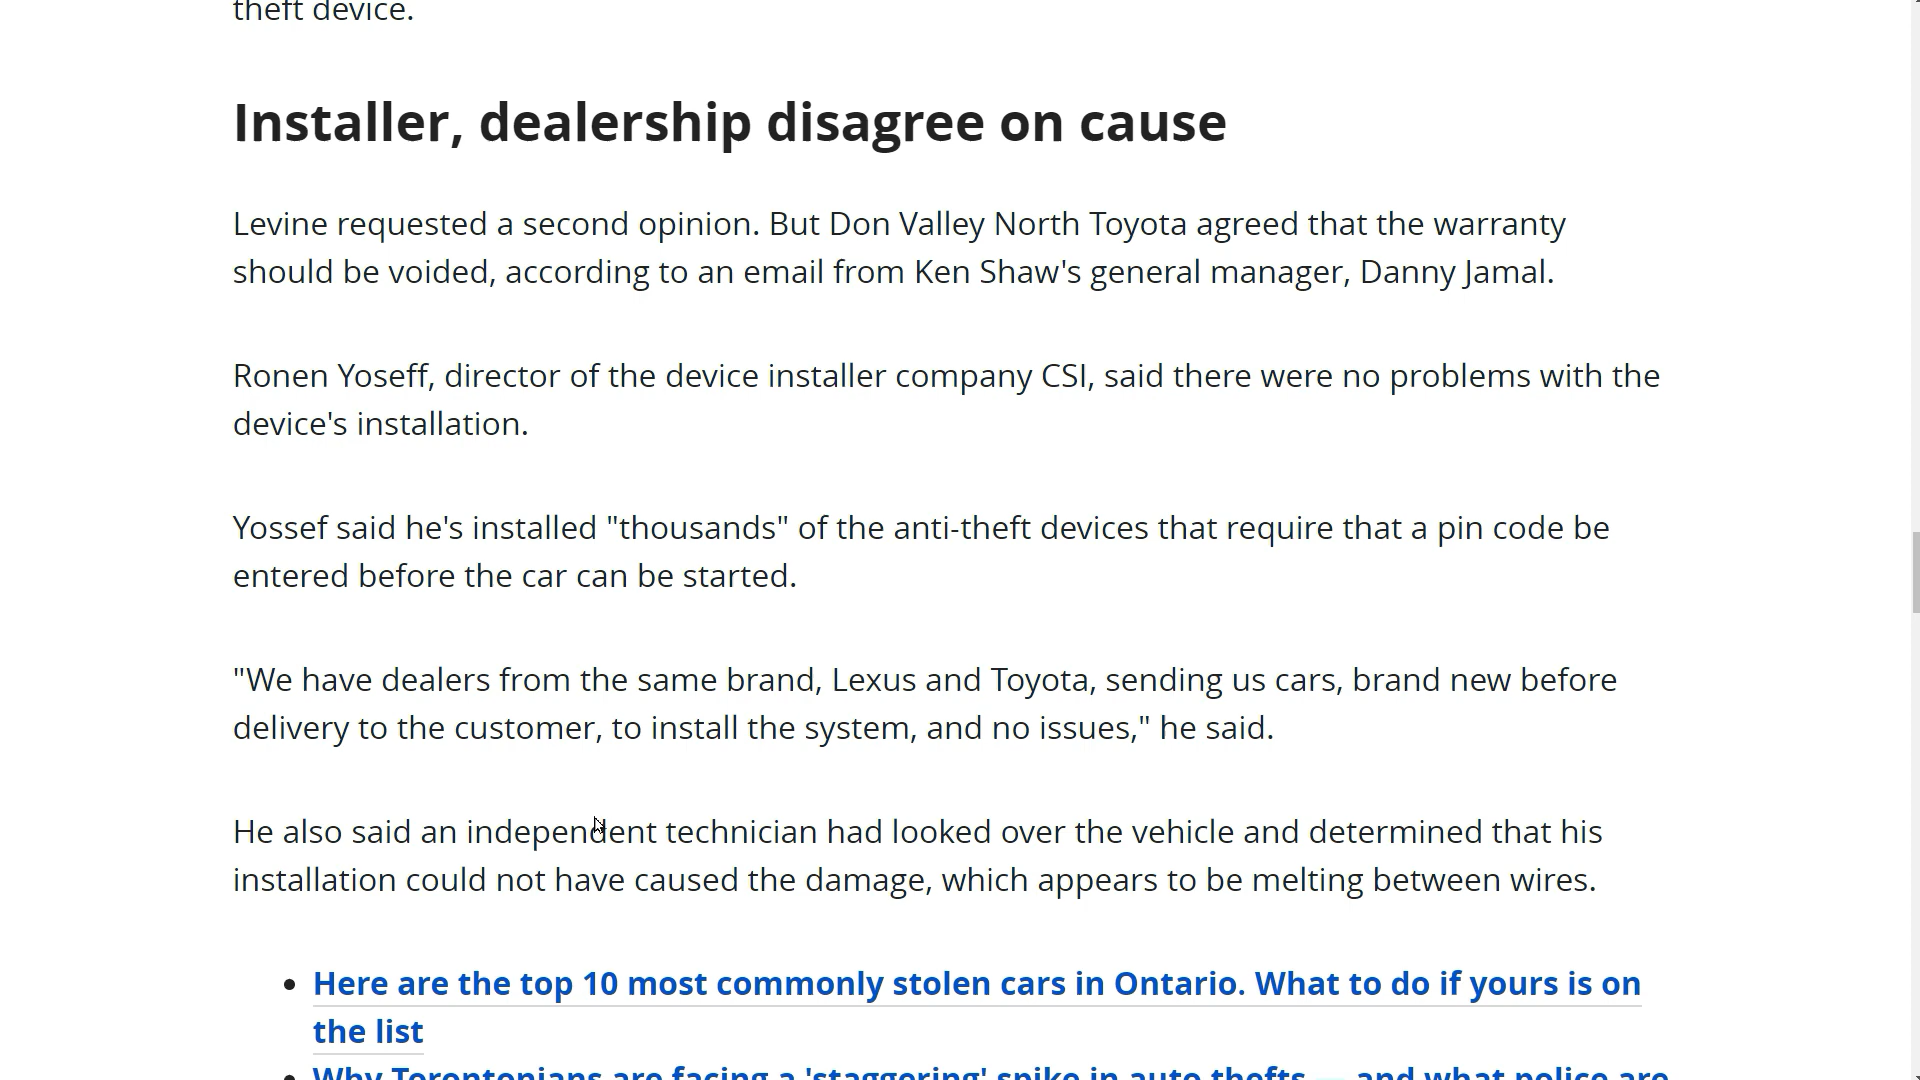 theft device.
Installer, dealership disagree on cause
Levine requested a second opinion. But Don Valley North Toyota agreed that the warranty
should be voided, according to an email from Ken Shaw's general manager, Danny Jamal.
Ronen Yoseff, director of the device installer company CSI, said there were no problems with the
device's installation.
Yossef said he's installed "thousands" of the anti-theft devices that require that a pin code be
entered before the car can be started.
"We have dealers from the same brand, Lexus and Toyota, sending us cars, brand new before
delivery to the customer, to install the system, and no issues," he said.
He also said an independent technician had looked over the vehicle and determined that his
installation could not have caused the damage, which appears to be melting between wires.
• Here are the top 10 most commonly stolen cars in Ontario. What to do if yours is on
the list
• Why Torontonians are facing a 'staggering' spike in auto thefts — and what police are